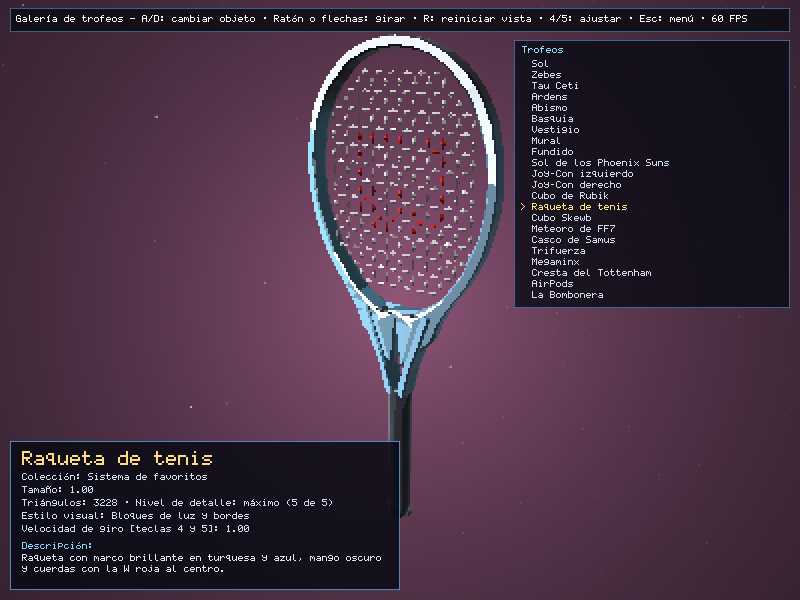 Galería de trofeos - A/D: cambiar objeto • Ratón o flechas: girar • R: reiniciar vista • 4/5: ajustar • Esc: menú • 60 FPS
Trofeos
Sol
Zebes
Tau Ceti
Ardens
Abismo
Basquia
Vestigio
Mural
Fundido
Sol de los Phoenix Suns
Joy-Con izquierdo
Joy-Con derecho
Cubo de Rubik
> Raqueta de tenis
Cubo Skewb
Meteoro de FF7
Casco de Samus
Trifuerza
Megaminx
Cresta del Tottenham
AirPods
La Bombonera
Raqueta de tenis
Colección: Sistema de favoritos
Tamaño: 1.00
Triángulos: 3228 • Nivel de detalle: máximo (5 de 5)
Estilo visual: Bloques de luz y bordes
Velocidad de giro [teclas 4 y 5]: 1.00
Descripción:
Raqueta con marco brillante en turquesa y azul, mango oscuro
y cuerdas con la W roja al centro.